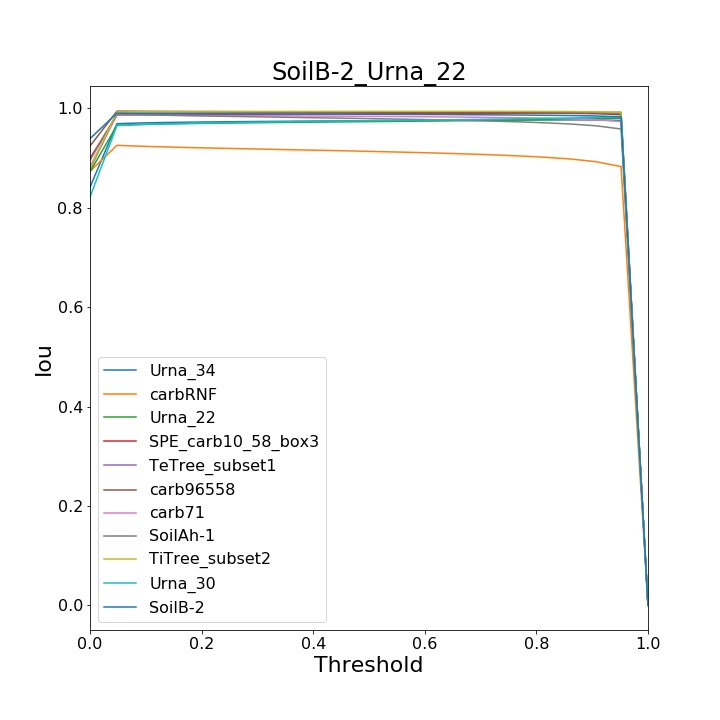 SoilB-2_Urna_22
1.0
0.8
0.6
0.4
0.2
0.0
Iou
Urna_34
carbRNF
Urna_22
SPE_carb10_58_box3
TeTree_subset1
carb96558
carb71
SoilAh-1
TiTree_subset2
Urna_30
SoilB-2
0.0 0.2 0.4 0.6 0.8 1.0
Threshold